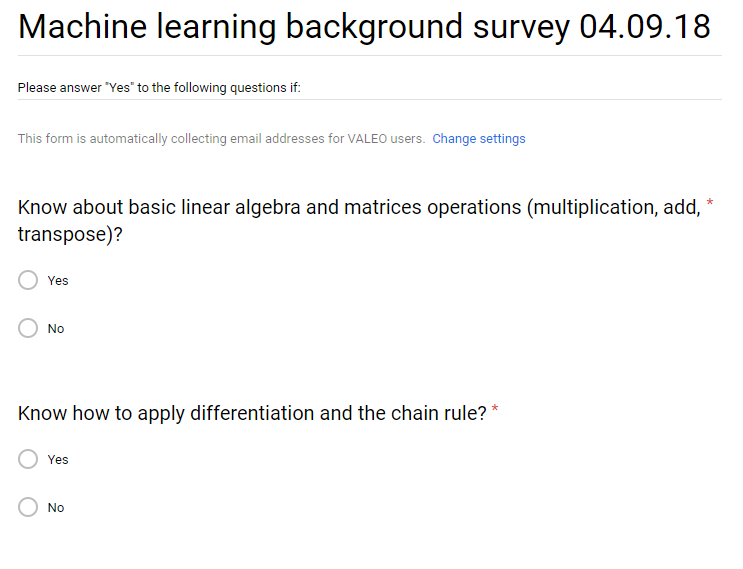 Machine learning background survey 04.09.18
Please answer "Yes" to the following questions if:
This form is automatically collecting email addresses for VALEO users. Change settings
Know about basic linear algebra and matrices operations (multiplication, add, *
transpose)?
Yes
No
Know how to apply differentiation and the chain rule? *
Yes
No